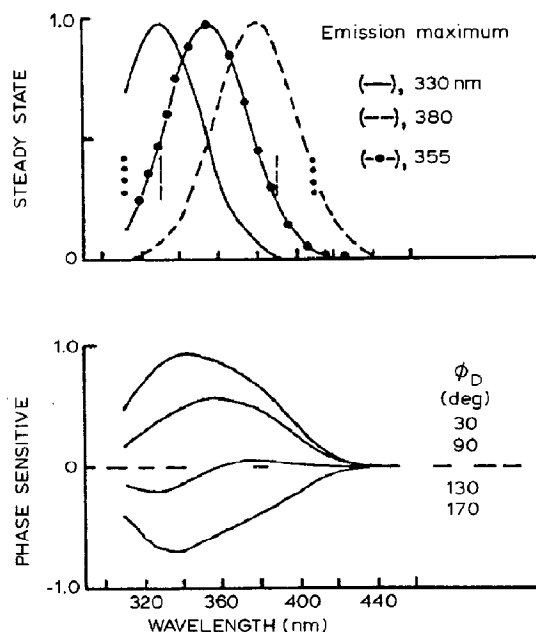 1.0
Emission maximum
(—), 330 nm
(---), 380
(-•-), 355
STEADY STATE
0
1.0
0
-1.0
PHASE SENSITIVE
ϕD
(deg)
30
90
130
170
320 360 400 440
WAVELENGTH (nm)